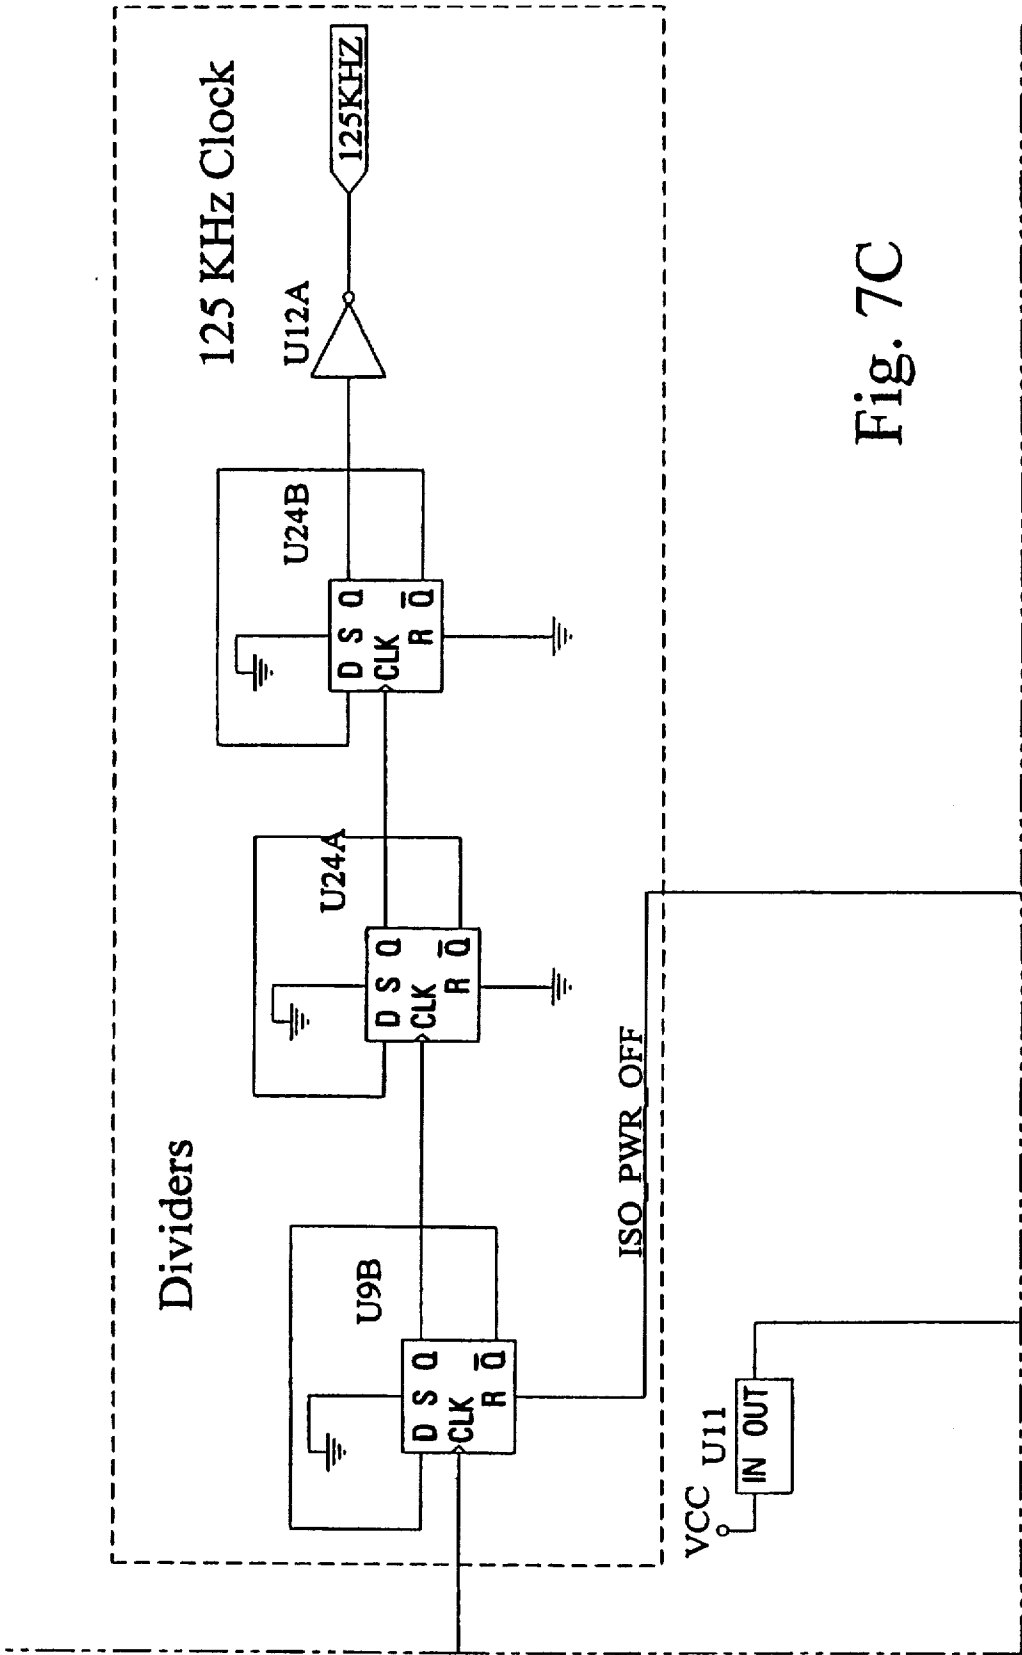 125 KHz Clock
Dividers
U9B
D S Q
CLK
R Q̅
U24A
D S Q
CLK
R Q̅
U24B
D S Q
CLK
R Q̅
U12A
125KHZ
ISO_PWR_OFF
VCC
U11
IN OUT
Fig. 7C